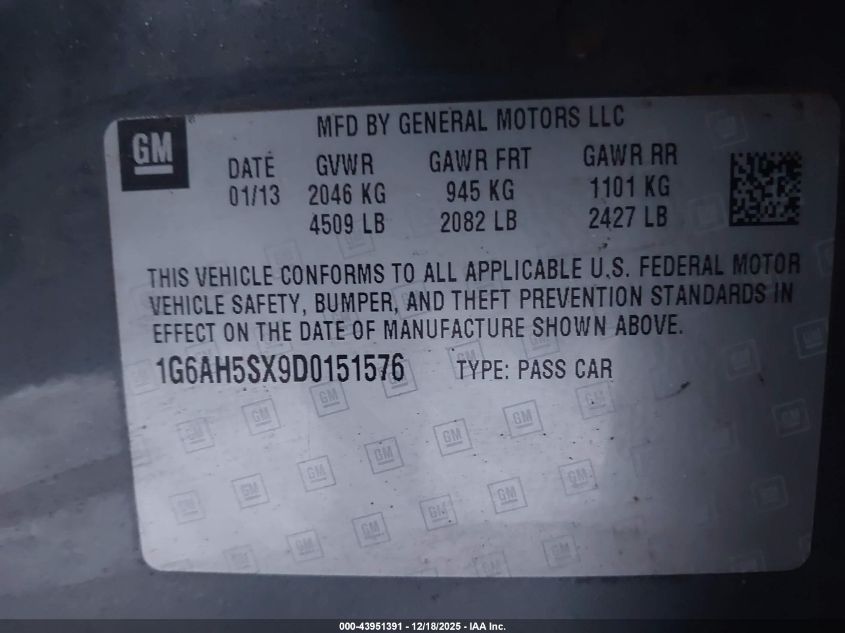 GM
MFD BY GENERAL MOTORS LLC
DATE GVWR GAWR FRT GAWR RR
01/13 2046 KG 945 KG 1101 KG
4509 LB 2082 LB 2427 LB
THIS VEHICLE CONFORMS TO ALL APPLICABLE U.S. FEDERAL MOTOR
VEHICLE SAFETY, BUMPER, AND THEFT PREVENTION STANDARDS IN
EFFECT ON THE DATE OF MANUFACTURE SHOWN ABOVE.
1G6AH5SX9D0151576 TYPE: PASS CAR
000-43951391 - 12/18/2025 - IAA Inc.